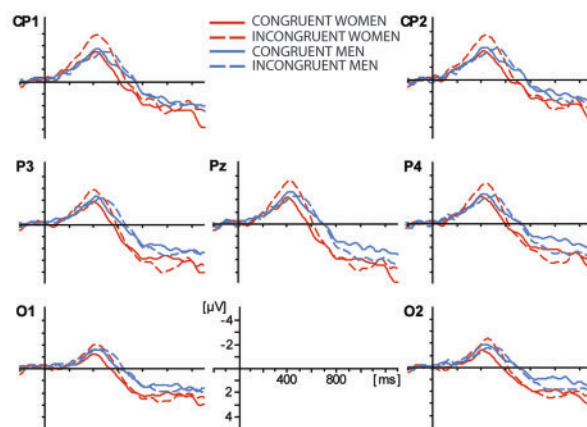 CP1
CONGRUENT WOMEN
INCONGRUENT WOMEN
CONGRUENT MEN
INCONGRUENT MEN
CP2
P3
Pz
P4
O1
[µV]
-4
-2
2
4
400
800
[ms]
O2